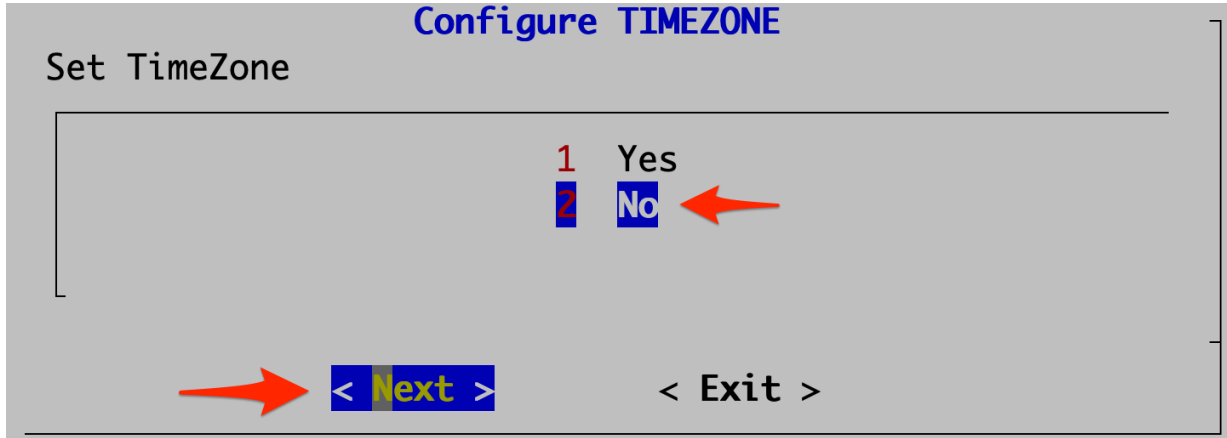 Configure TIMEZONE
Set TimeZone
1 Yes
2 No
< Next > < Exit >